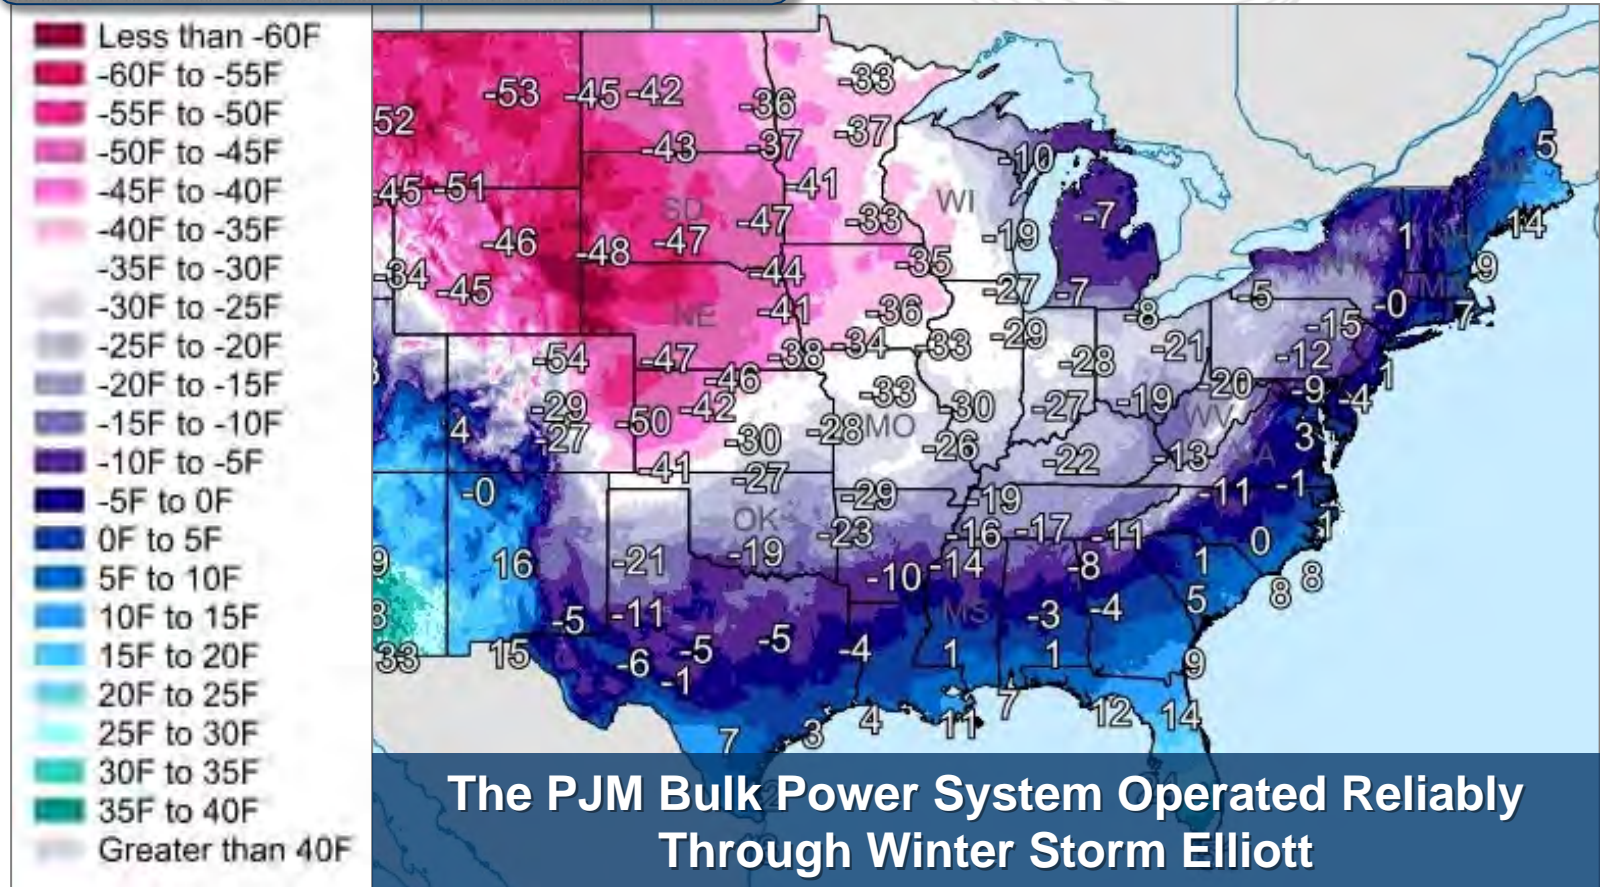 Less than -60F
-60F to -55F
-55F to -50F
-50F to -45F
-45F to -40F
-40F to -35F
-35F to -30F
-30F to -25F
-25F to -20F
-20F to -15F
-15F to -10F
-10F to -5F
-5F to 0F
0F to 5F
5F to 10F
10F to 15F
15F to 20F
20F to 25F
25F to 30F
30F to 35F
35F to 40F
Greater than 40F
-33
-53 -45 -42 -36
52 -37
-43 -37 -10 5
-45 -51 -41
SD WI -7
-47 -33 -19 14
-46 -48 -47 1 NH
-34 -44 -35 9
-45 -27 -7 -5 -0 7
NE -41 -36 -8 -15
-29
-54 -47 -38 -34 -33 -28 -21 -12
-46 -33 -20 -9 1 -4
-29 -42 -30 -27 -19 WV
-50 -28 MO
4 -27 -30 -26 3
-41 -22 -13 VA
-0 -27 -29 -19 -11 -1
OK 1
-23 -16 -17 -11 0
9 16 -21 -19 -14 -8 1
-10 8 8
-5 -11 MS -3 -4 5
33 15 -6 -5 -5 -4 1 1 9
-1
7 3 4 11 7 12 14
The PJM Bulk Power System Operated Reliably
Through Winter Storm Elliott